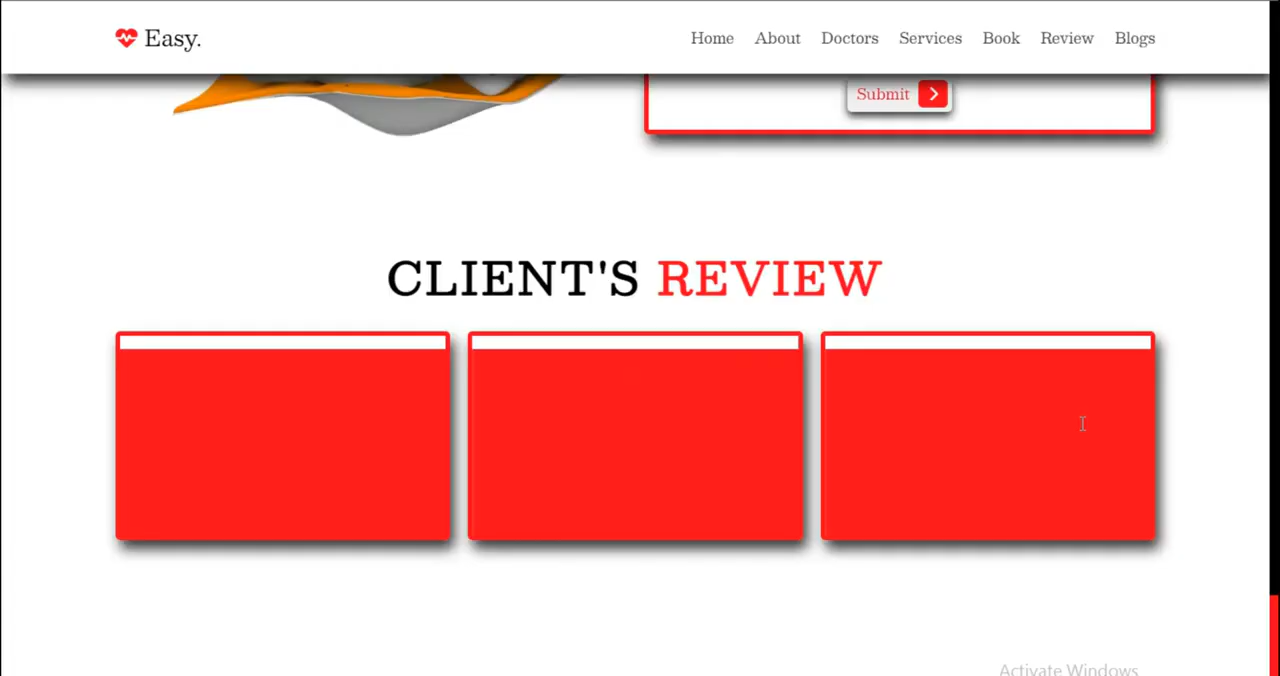 Easy. Home About Doctors Services Book Review Blogs
Submit
CLIENT'S REVIEW
Activate Windows